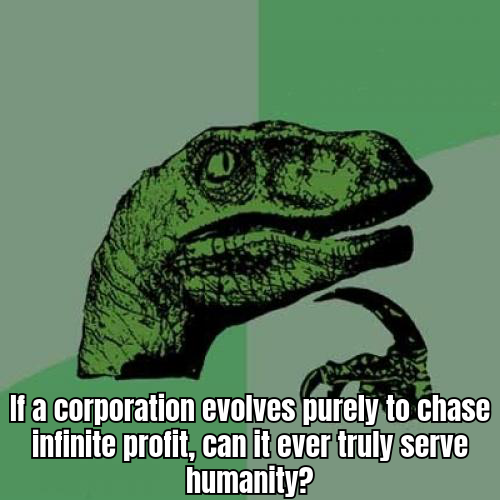 If a corporation evolves purely to chase
infinite profit, can it ever truly serve
humanity?